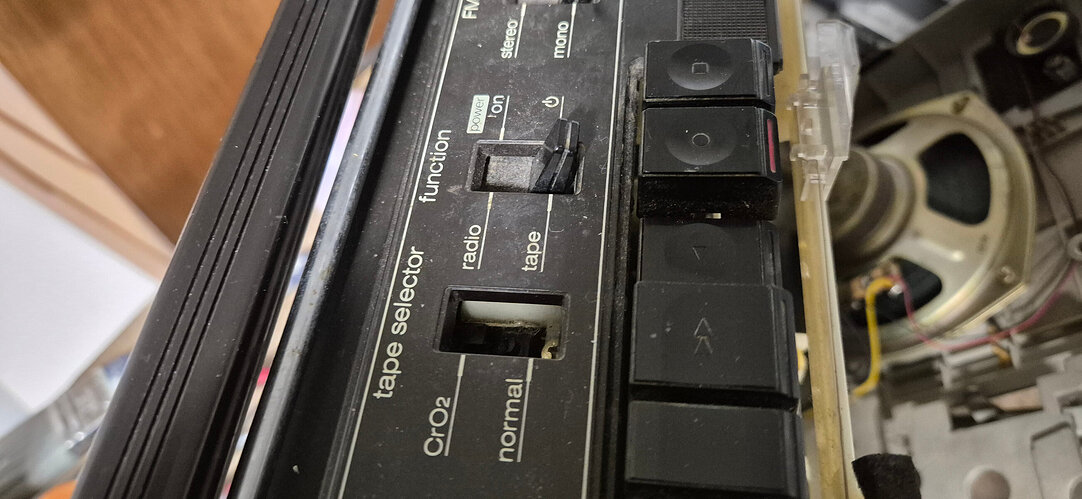 FM
stereo
mono
function
power
on
radio
tape
tape selector
CrO2
normal